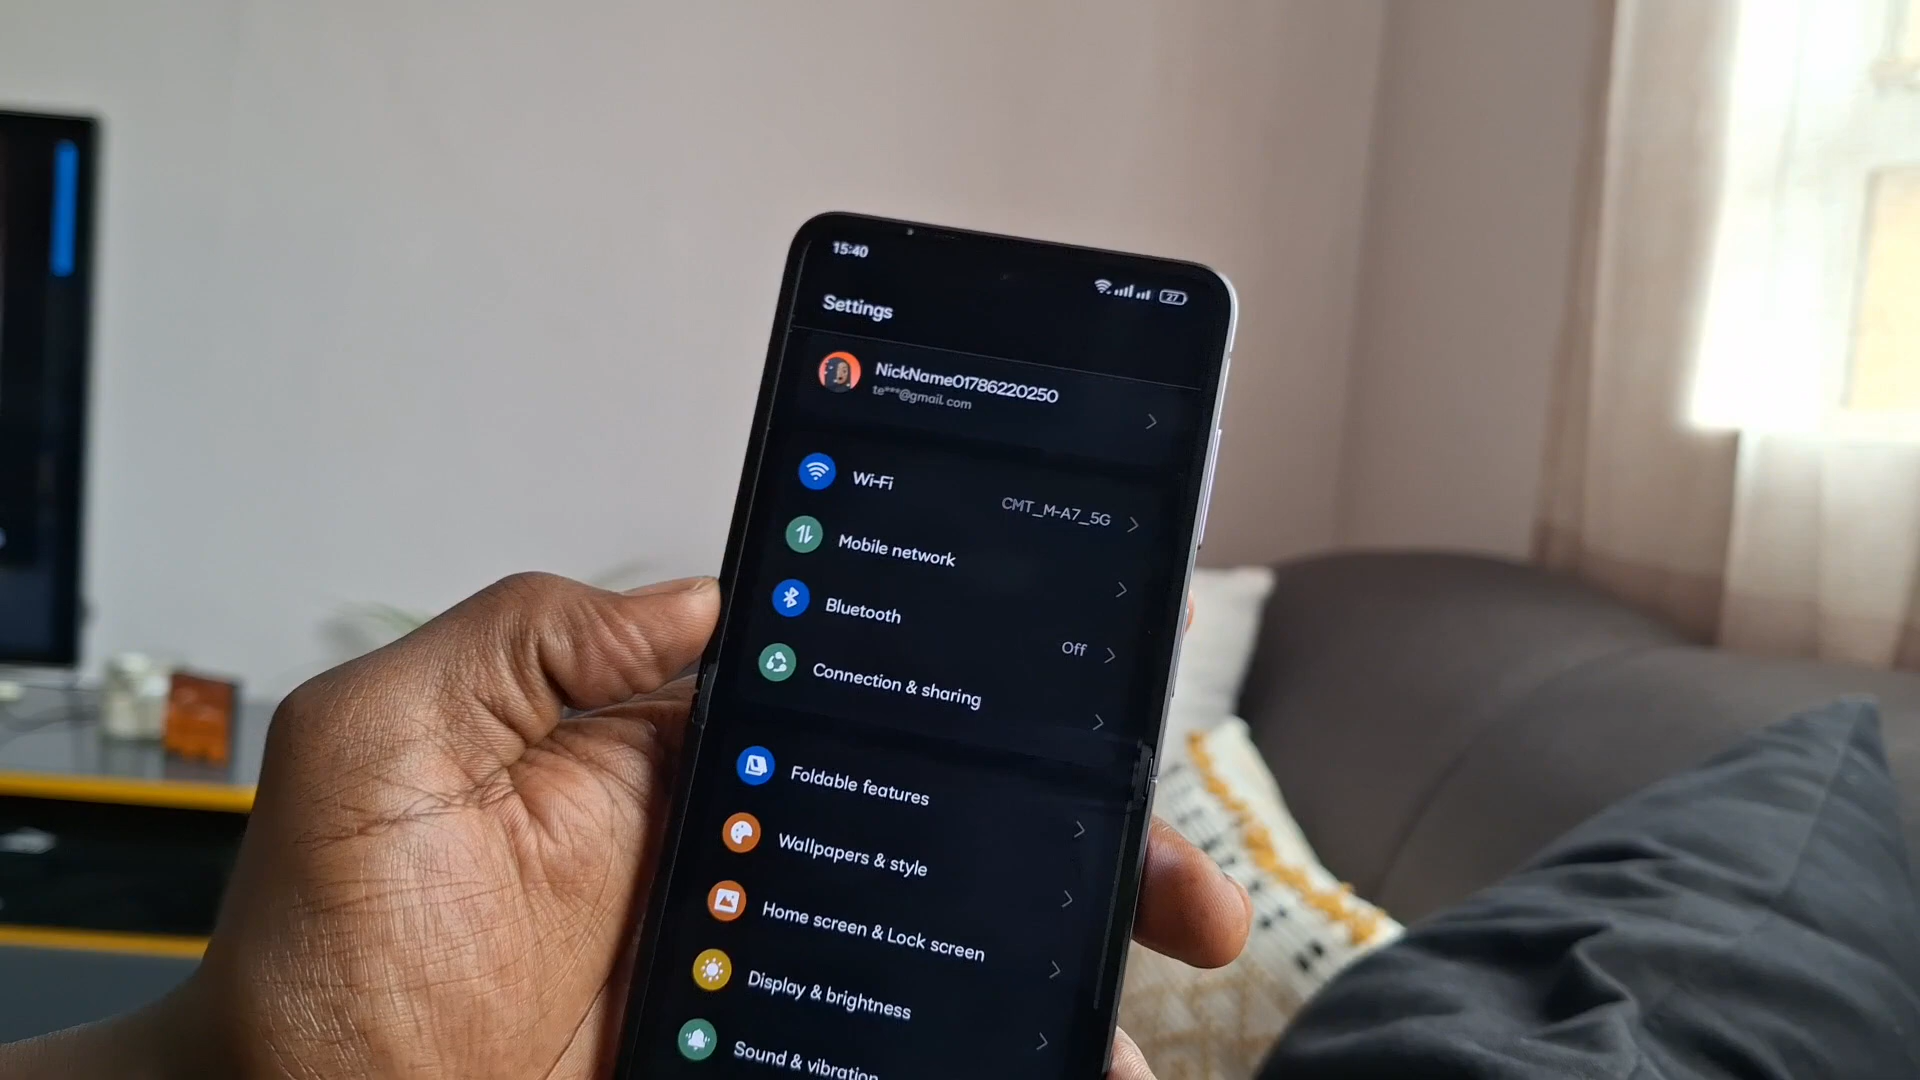 15:40
27
Settings
NickName01786220250
te***@gmail.com
Wi-Fi
CMT_M-A7_5G
Mobile network
Bluetooth
Off
Connection & sharing
Foldable features
Wallpapers & style
Home screen & Lock screen
Display & brightness
Sound & vibration